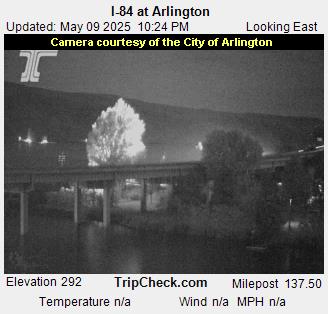 I-84 at Arlington
Updated: May 09 2025 10:24 PM Looking East
Camera courtesy of the City of Arlington
Elevation 292 TripCheck.com Milepost 137.50
Temperature n/a Wind n/a MPH n/a